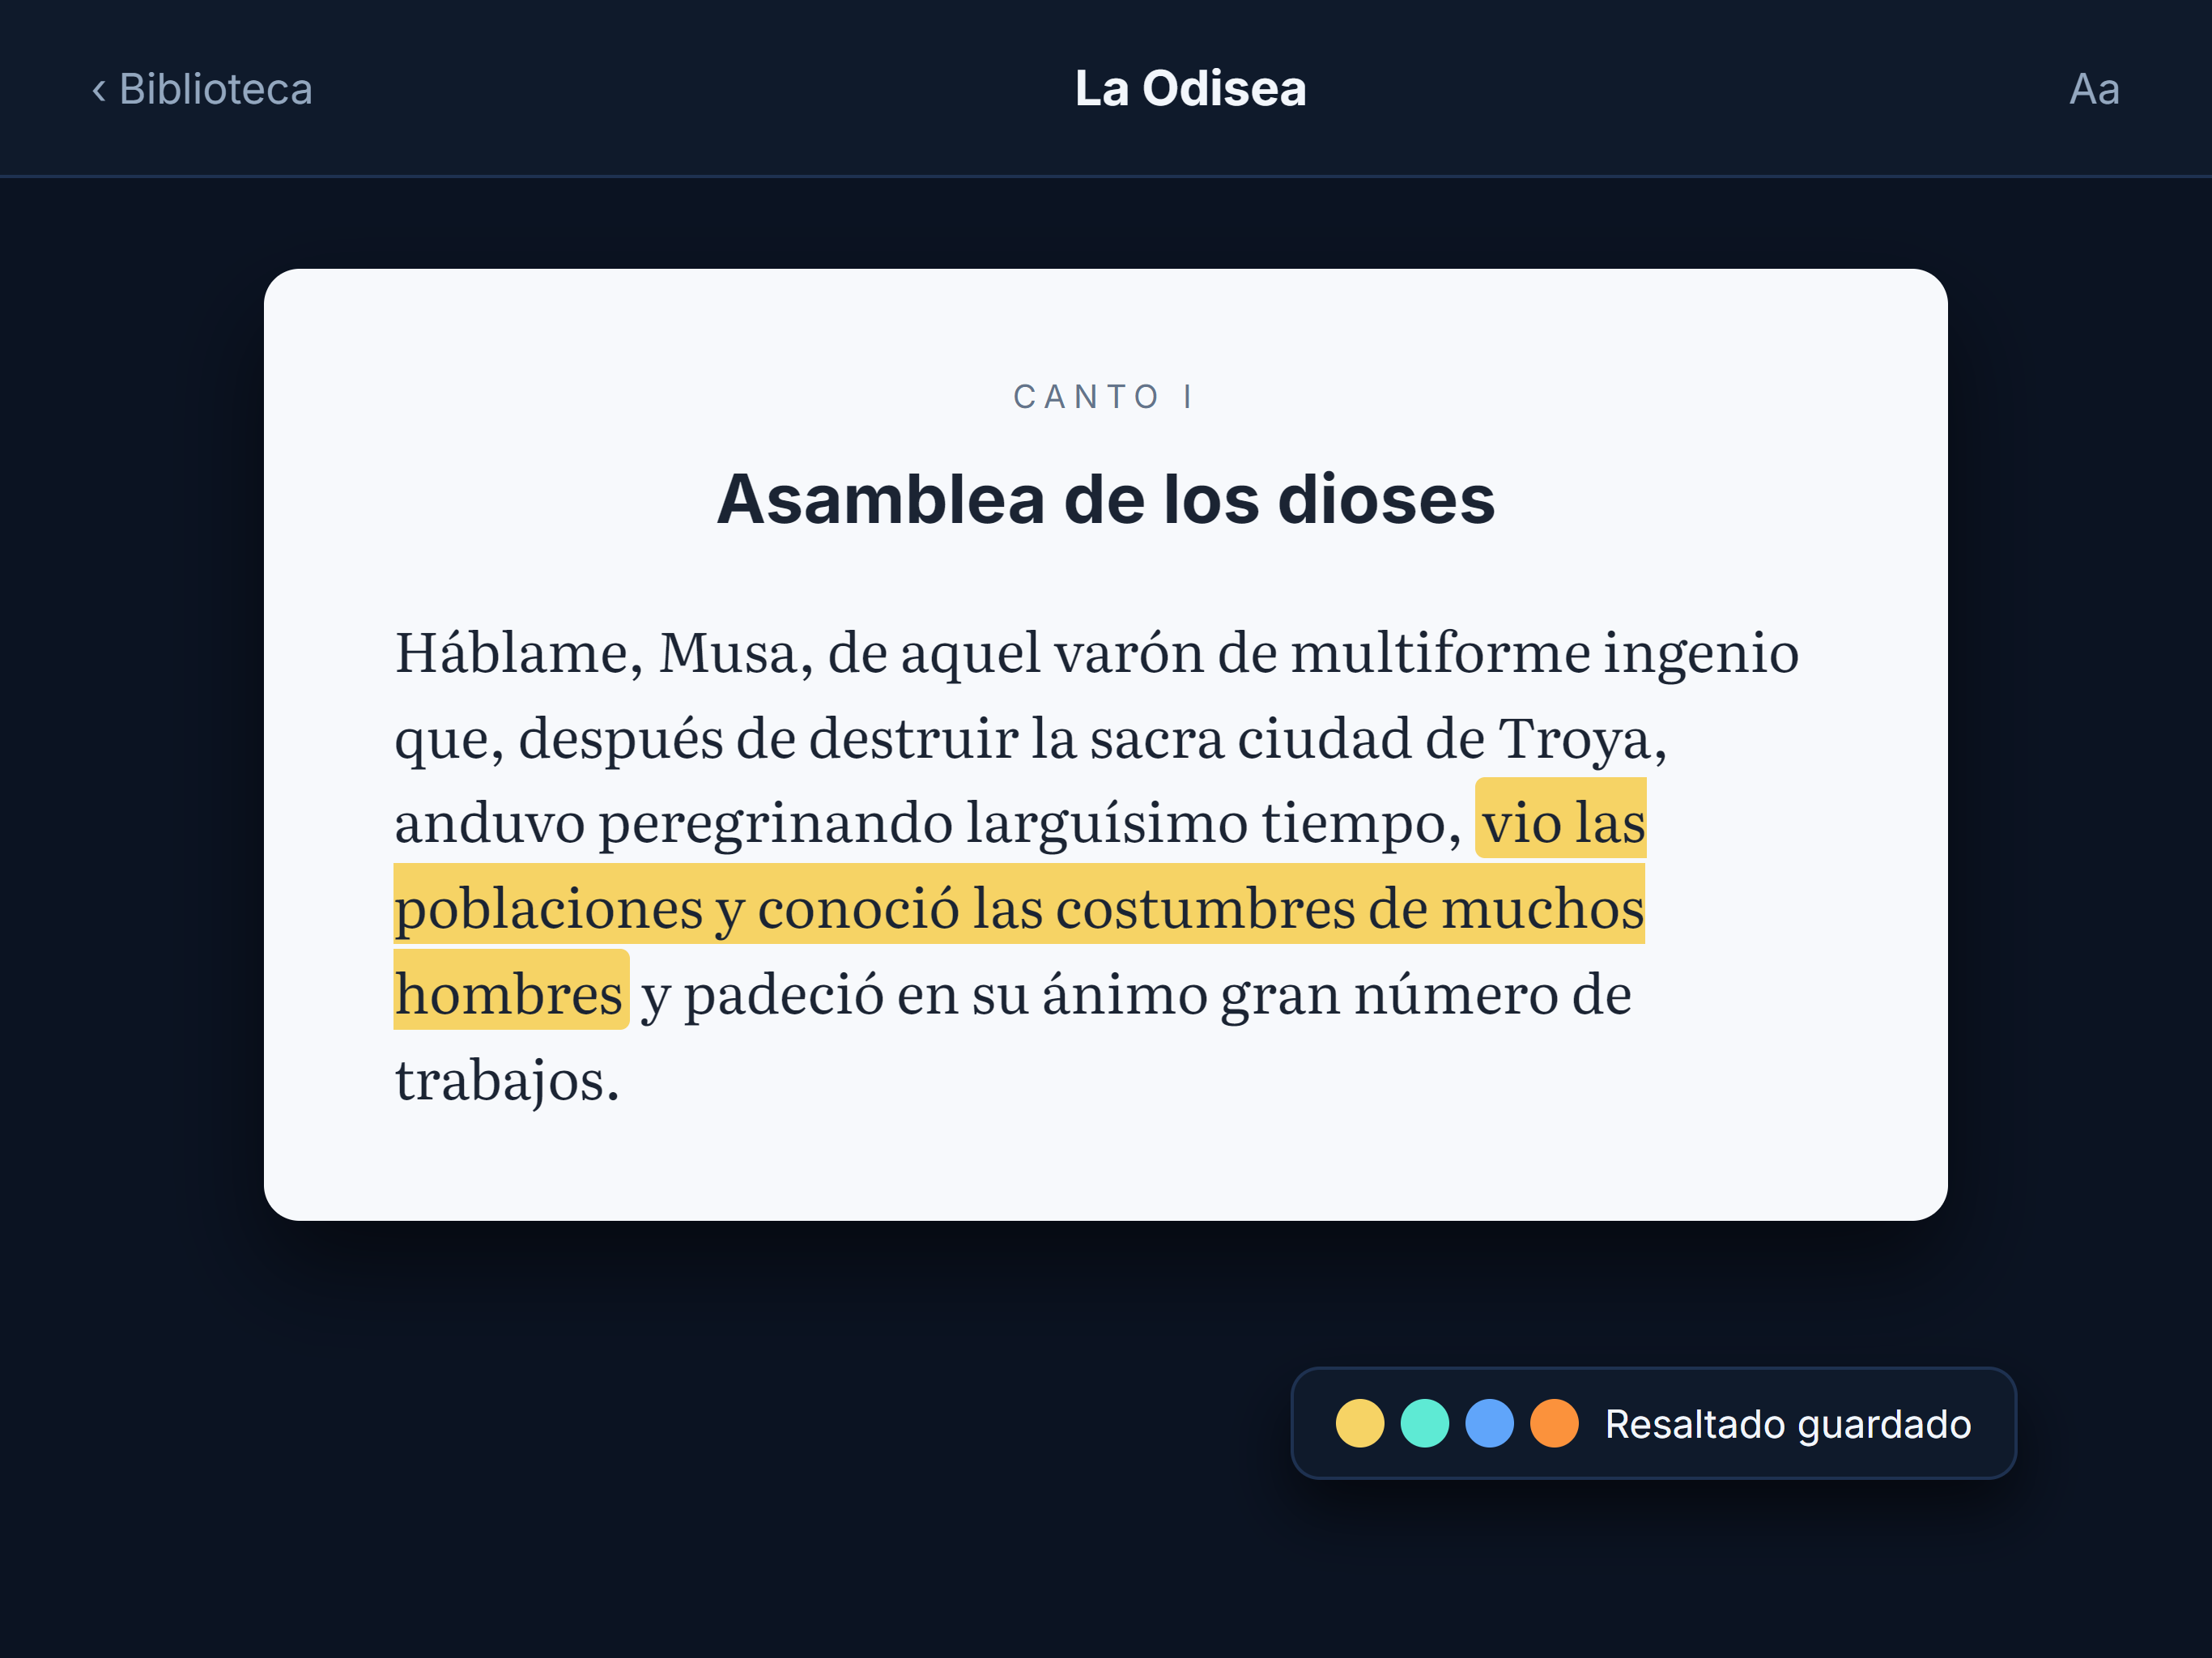 ‹ Biblioteca
La Odisea
Aa
CANTO I
Asamblea de los dioses
Háblame, Musa, de aquel varón de multiforme ingenio
que, después de destruir la sacra ciudad de Troya,
anduvo peregrinando larguísimo tiempo, vio las
poblaciones y conoció las costumbres de muchos
hombres y padeció en su ánimo gran número de
trabajos.
Resaltado guardado